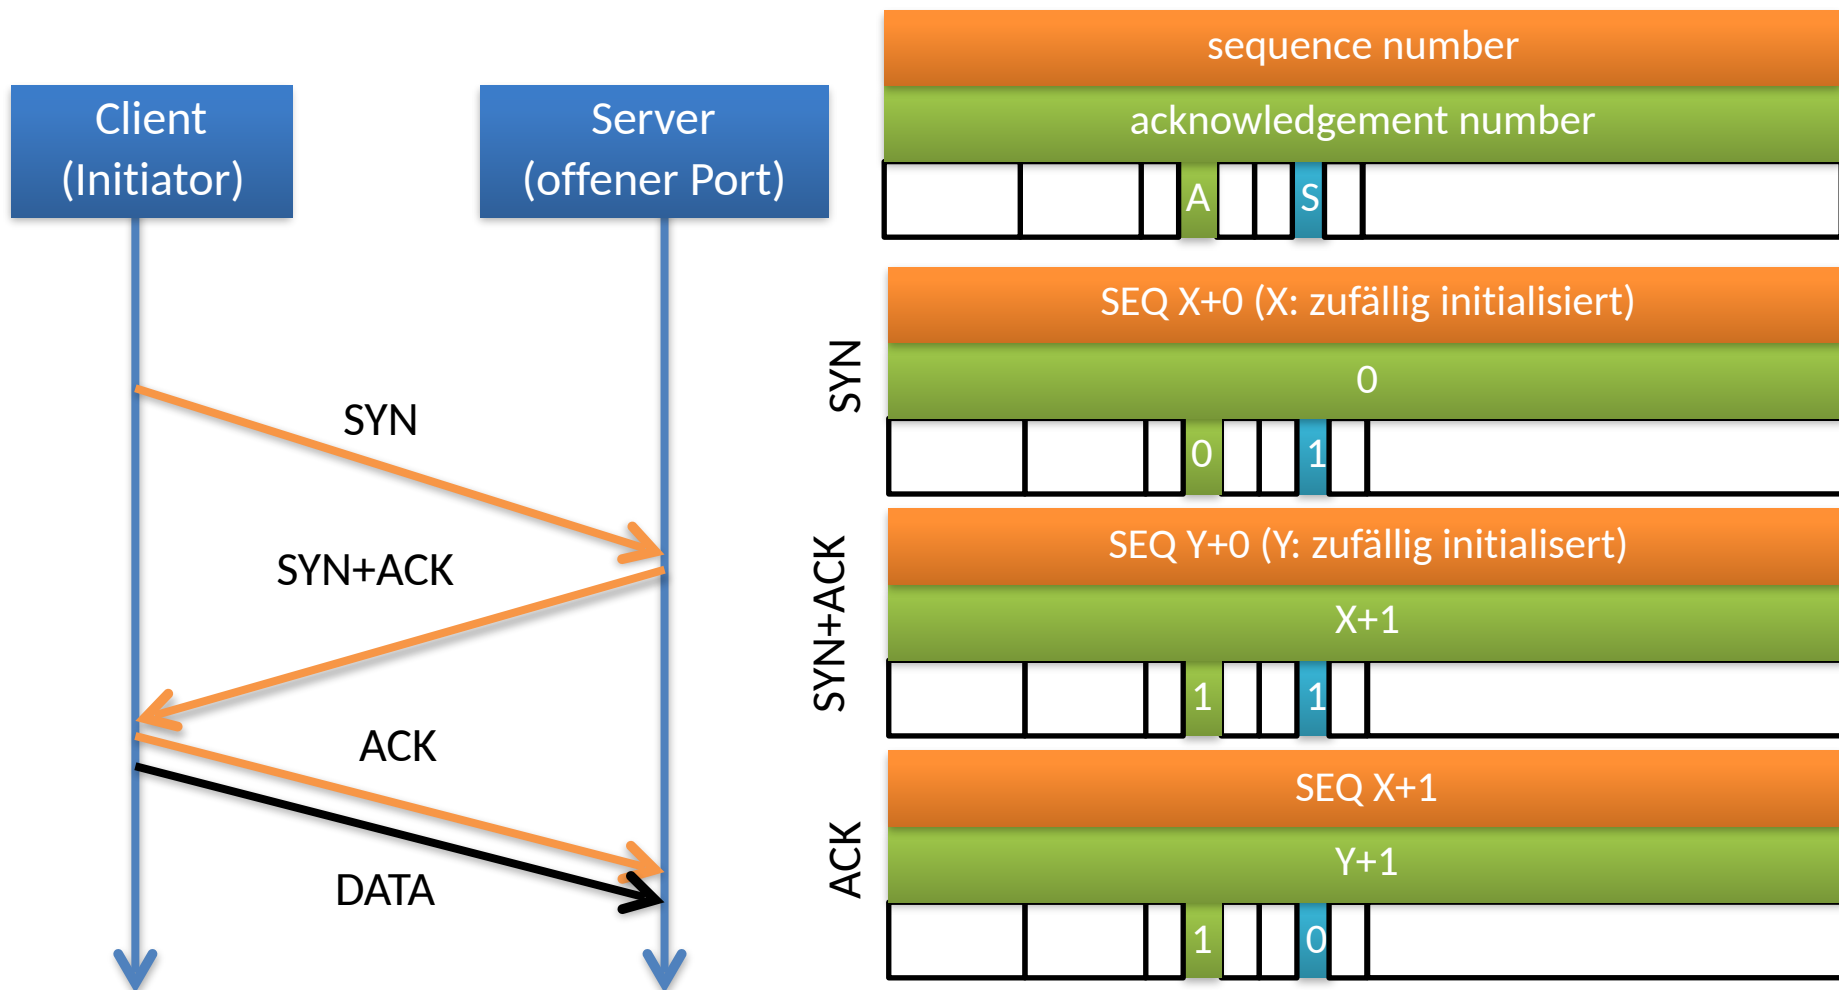 Client
(Initiator)
Server
(offener Port)
SYN
SYN+ACK
ACK
DATA
sequence number
acknowledgement number
A
S
SYN
SEQ X+0 (X: zufällig initialisiert)
0
0
1
SYN+ACK
SEQ Y+0 (Y: zufällig initialisert)
X+1
1
1
ACK
SEQ X+1
Y+1
1
0